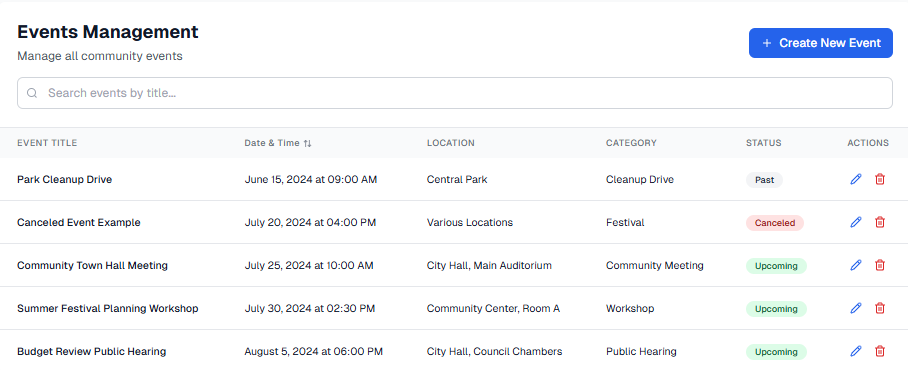 Events Management
Manage all community events
+ Create New Event
Search events by title...
EVENT TITLE Date & Time LOCATION CATEGORY STATUS ACTIONS
Park Cleanup Drive June 15, 2024 at 09:00 AM Central Park Cleanup Drive Past
Canceled Event Example July 20, 2024 at 04:00 PM Various Locations Festival Canceled
Community Town Hall Meeting July 25, 2024 at 10:00 AM City Hall, Main Auditorium Community Meeting Upcoming
Summer Festival Planning Workshop July 30, 2024 at 02:30 PM Community Center, Room A Workshop Upcoming
Budget Review Public Hearing August 5, 2024 at 06:00 PM City Hall, Council Chambers Public Hearing Upcoming